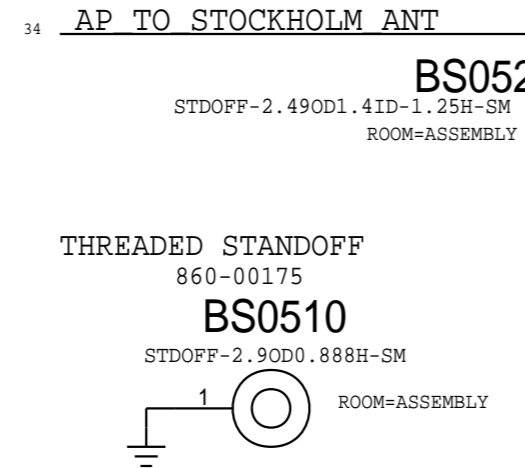 34 AP_TO_STOCKHOLM_ANT
BS052
STDOFF-2.49OD1.4ID-1.25H-SM
ROOM=ASSEMBLY
THREADED STANDOFF
860-00175
BS0510
STDOFF-2.9OD0.888H-SM
1
ROOM=ASSEMBLY